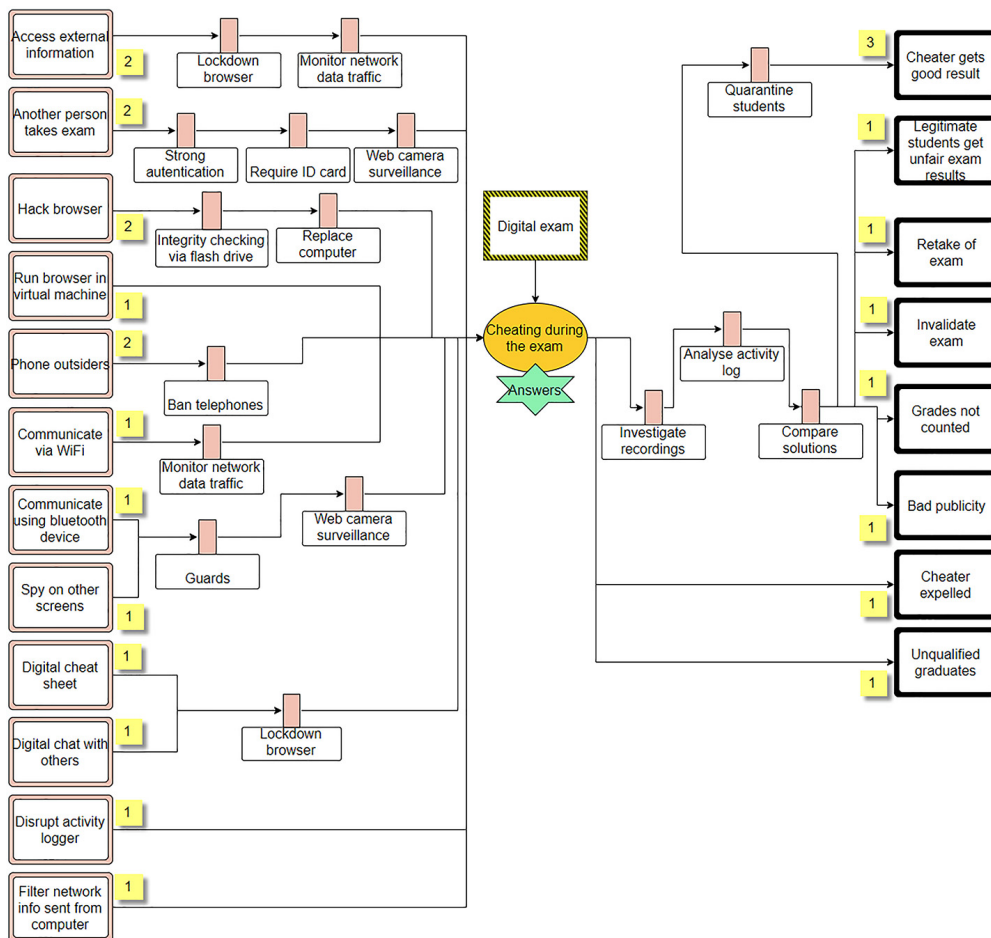 Access external
information
2
Lockdown
browser
Monitor network
data traffic
Another person
takes exam
2
Strong
autentication
Require ID card
Web camera
surveillance
Hack browser
2
Integrity checking
via flash drive
Replace
computer
Run browser in
virtual machine
1
Phone outsiders
2
Ban telephones
Communicate
via WiFi
1
Monitor network
data traffic
Communicate
using bluetooth
device
1
Guards
Web camera
surveillance
Spy on other
screens
1
Digital cheat
sheet
1
Lockdown
browser
Digital chat with
others
1
Disrupt activity
logger
1
Filter network
info sent from
computer
1
Digital exam
Cheating during
the exam
Answers
Investigate
recordings
Analyse activity
log
Compare
solutions
Quarantine
students
3
Cheater gets
good result
1
Legitimate
students get
unfair exam
results
1
Retake of
exam
1
Invalidate
exam
1
Grades not
counted
Bad publicity
1
Cheater
expelled
1
Unqualified
graduates
1